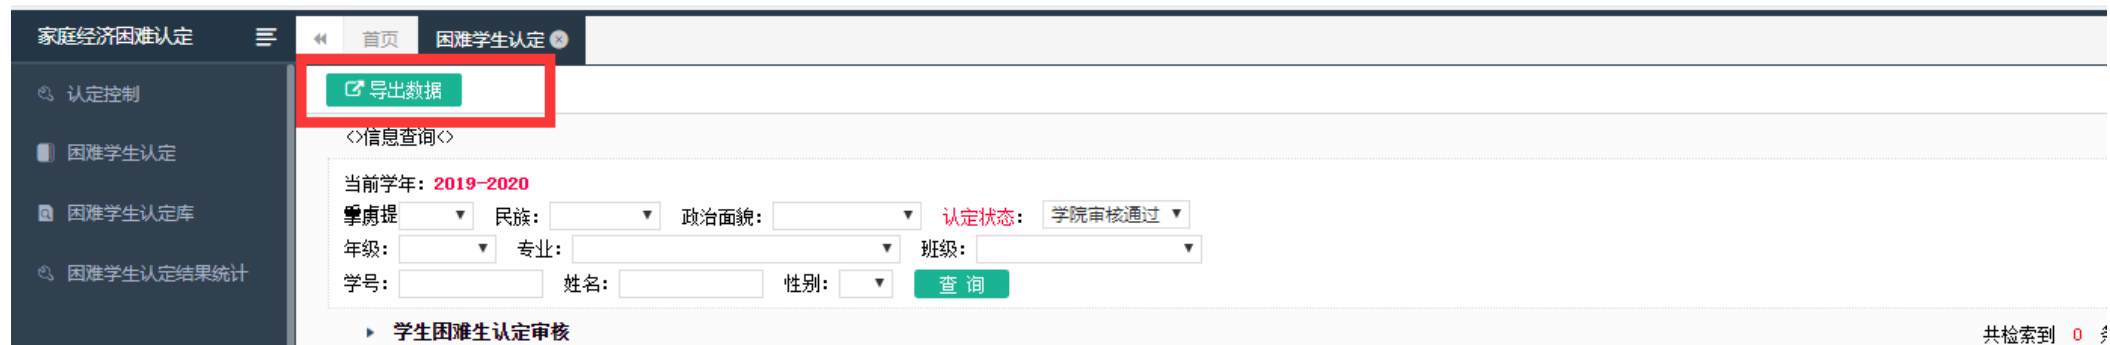 家庭经济困难认定
首页
困难学生认定
认定控制
困难学生认定
困难学生认定库
困难学生认定结果统计
导出数据
<>信息查询<>
当前学年：2019-2020
民族： 政治面貌： 认定状态： 学院审核通过
年级： 专业： 班级：
学号： 姓名： 性别： 查 询
学生困难生认定审核
共检索到 0